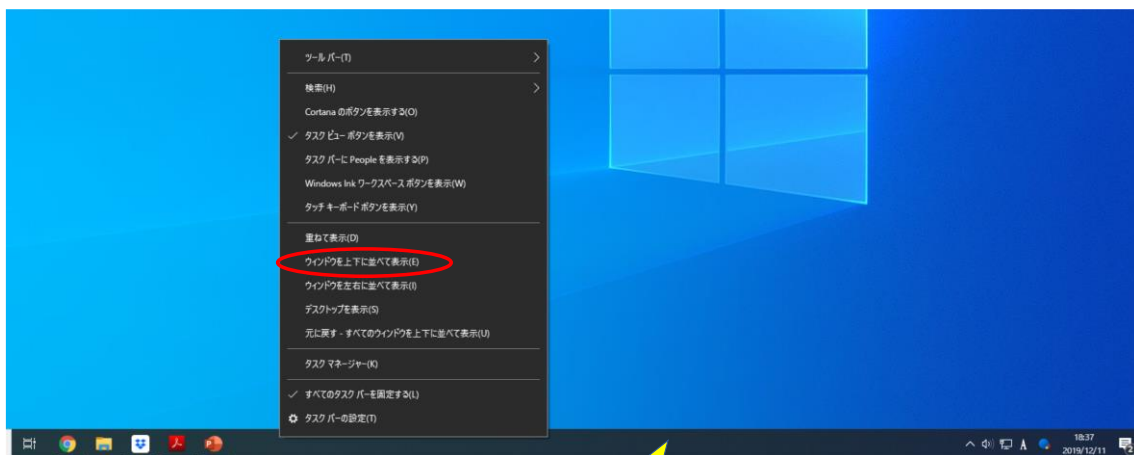 ツール バー(T)
検索(H)
Cortana のボタンを表示する(O)
タスク ビュー ボタンを表示(V)
タスク バーに People を表示する(P)
Windows Ink ワークスペース ボタンを表示(W)
タッチ キーボード ボタンを表示(Y)
重ねて表示(D)
ウィンドウを上下に並べて表示(E)
ウィンドウを左右に並べて表示(I)
デスクトップを表示(S)
元に戻す - すべてのウィンドウを上下に並べて表示(U)
タスク マネージャー(K)
すべてのタスク バーを固定する(L)
タスク バーの設定(T)
A
18:37
2019/12/11
2